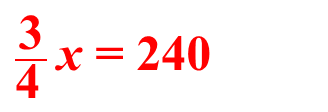 3/4 x = 240